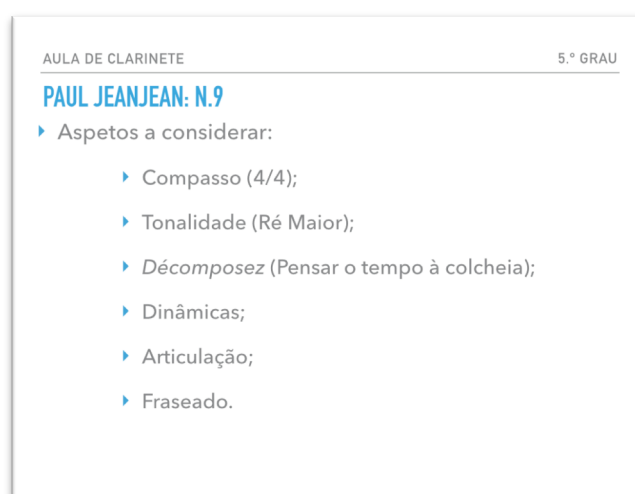 AULA DE CLARINETE 5.º GRAU
PAUL JEANJEAN: N.9
Aspetos a considerar:
Compasso (4/4);
Tonalidade (Ré Maior);
Décomposez (Pensar o tempo à colcheia);
Dinâmicas;
Articulação;
Fraseado.